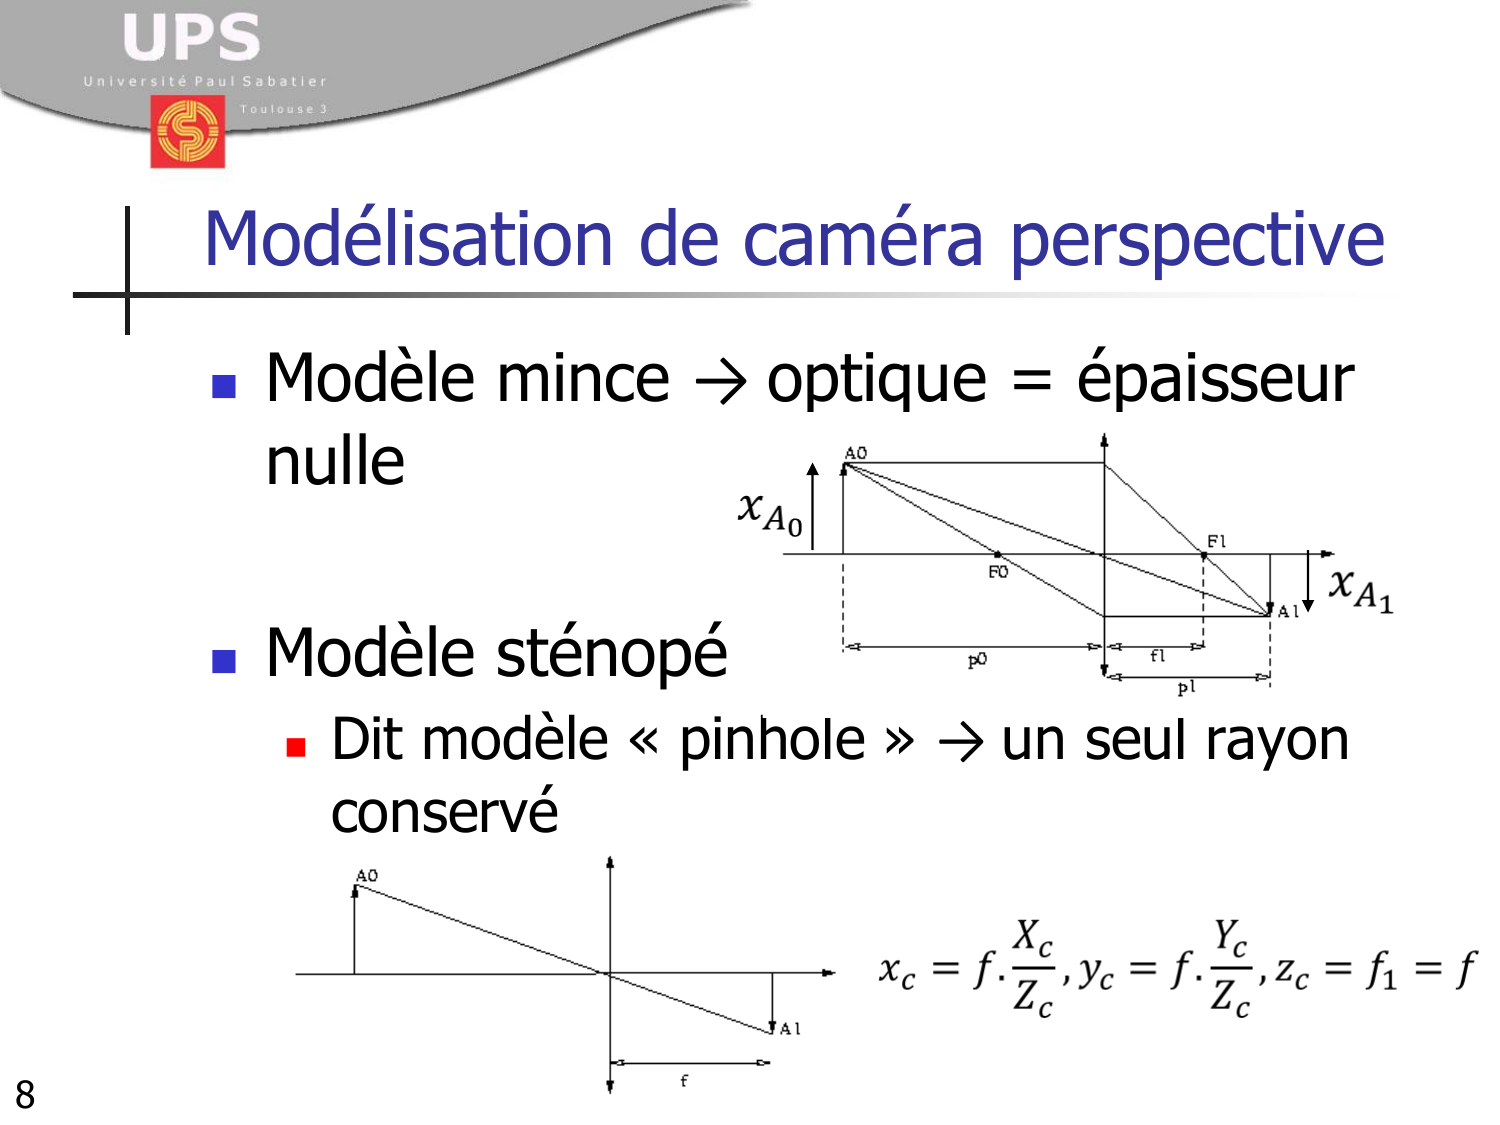 UPS
Université Paul Sabatier
Toulouse 3
Modélisation de caméra perspective
Modèle mince → optique = épaisseur
nulle
A0
x_{A_0}
F1
F0
x_{A_1}
A1
p0
f1
p1
Modèle sténopé
Dit modèle « pinhole » → un seul rayon
conservé
A0
x_c = f.\frac{X_c}{Z_c}, y_c = f.\frac{Y_c}{Z_c}, z_c = f_1 = f
A1
f
8